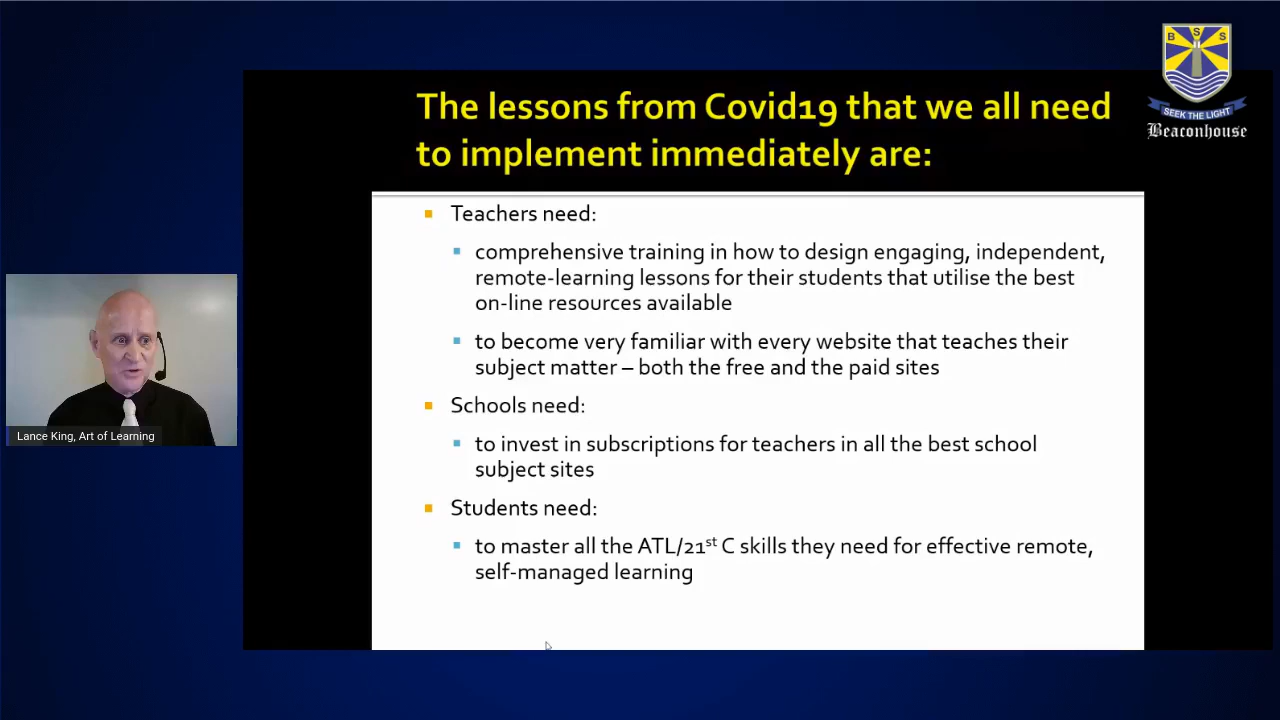 The lessons from Covid19 that we all need
to implement immediately are:
B S S
SEEK THE LIGHT
Beaconhouse
Teachers need:
comprehensive training in how to design engaging, independent,
remote-learning lessons for their students that utilise the best
on-line resources available
to become very familiar with every website that teaches their
subject matter – both the free and the paid sites
Schools need:
to invest in subscriptions for teachers in all the best school
subject sites
Students need:
to master all the ATL/21st C skills they need for effective remote,
self-managed learning
Lance King, Art of Learning